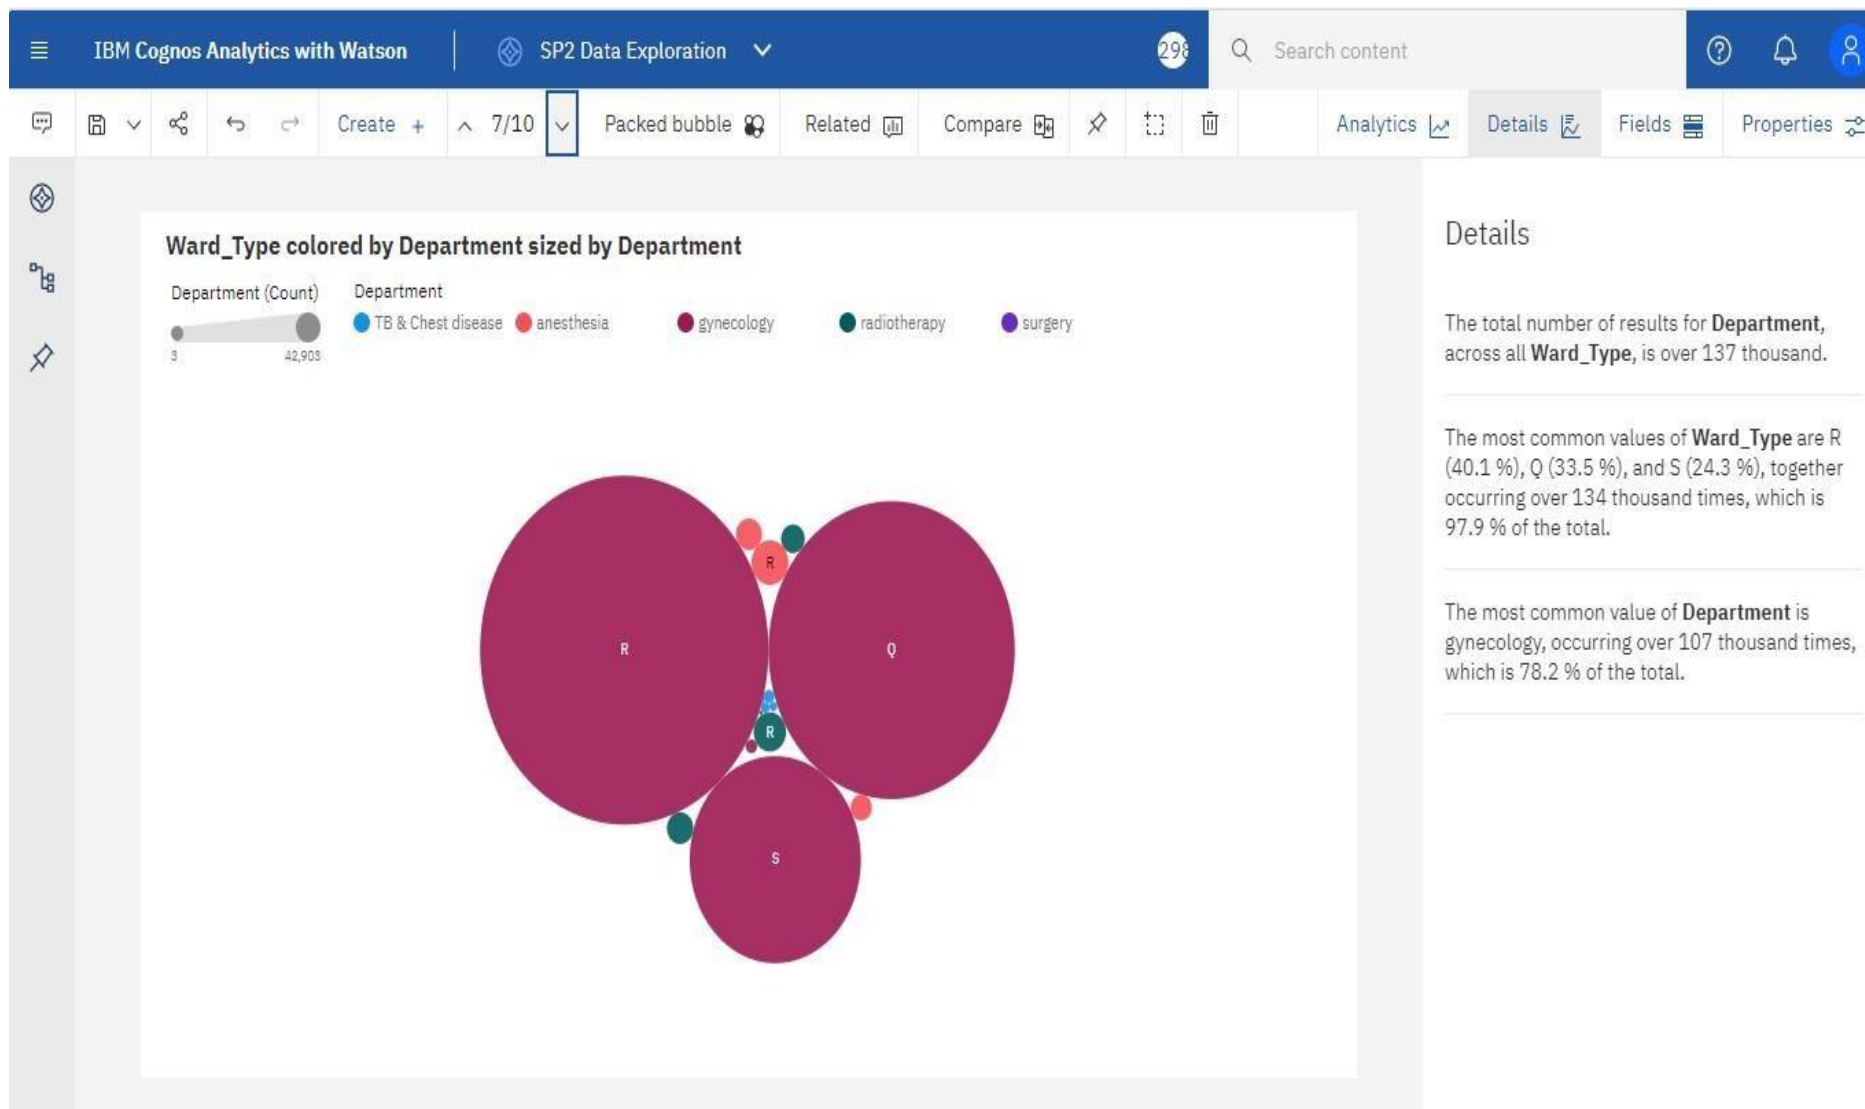 IBM Cognos Analytics with Watson
SP2 Data Exploration
298
Search content
Create +
7/10
Packed bubble
Related
Compare
Analytics
Details
Fields
Properties
Ward_Type colored by Department sized by Department
Department (Count)
3
42,903
Department
TB & Chest disease
anesthesia
gynecology
radiotherapy
surgery
R
R
Q
R
S
Details
The total number of results for Department,
across all Ward_Type, is over 137 thousand.
The most common values of Ward_Type are R
(40.1 %), Q (33.5 %), and S (24.3 %), together
occurring over 134 thousand times, which is
97.9 % of the total.
The most common value of Department is
gynecology, occurring over 107 thousand times,
which is 78.2 % of the total.